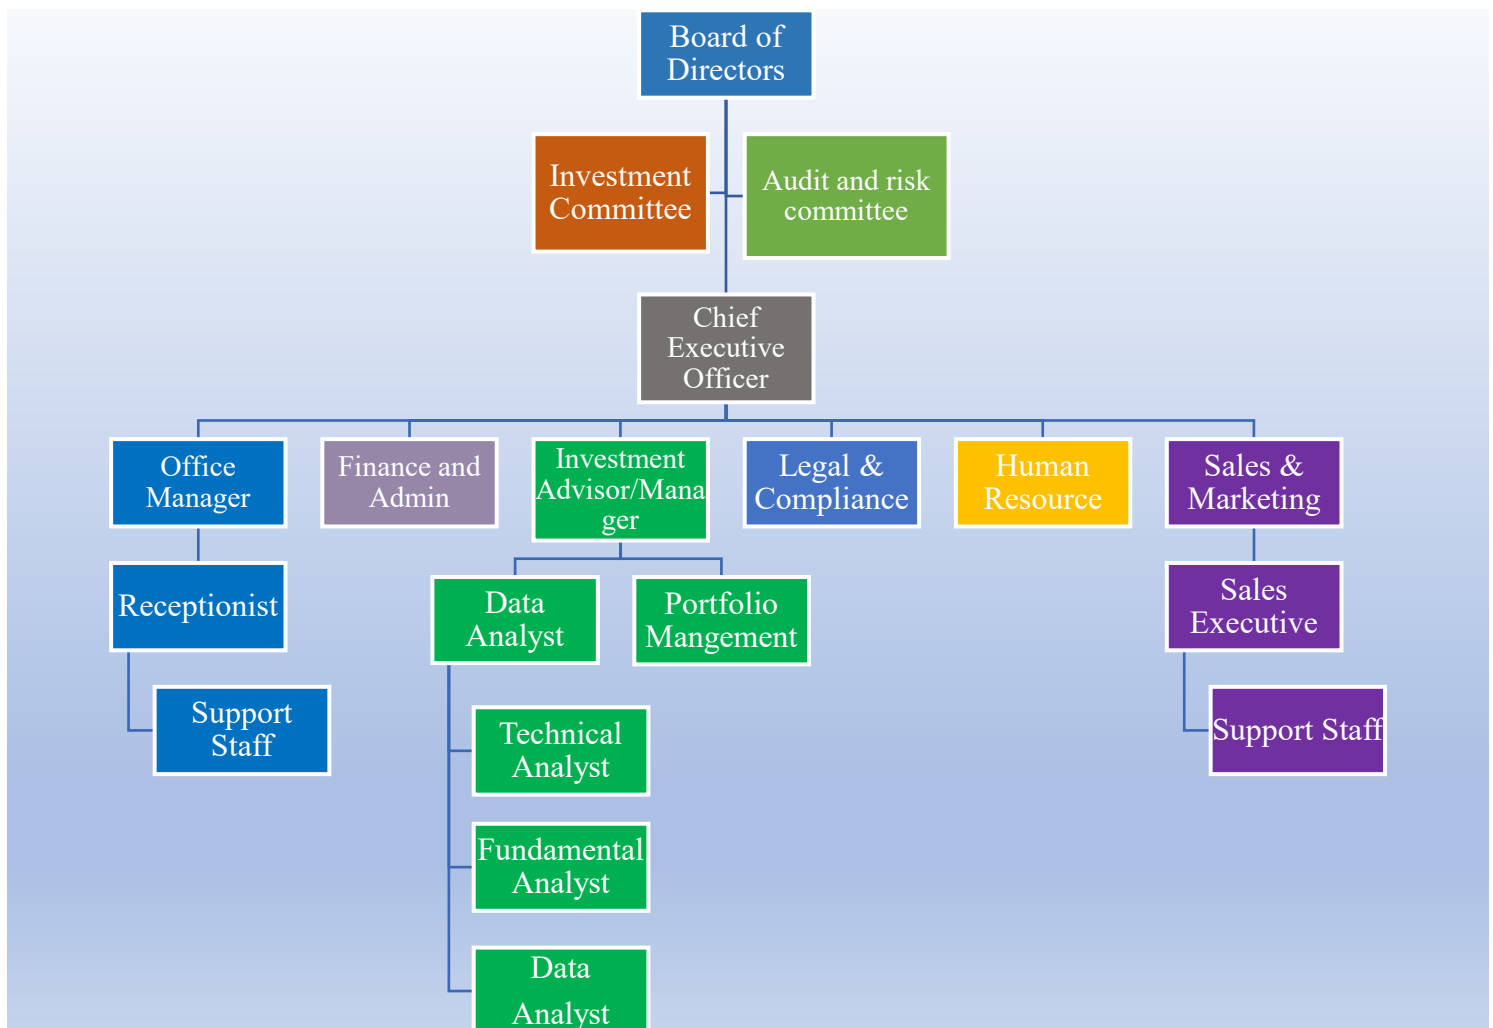 Board of
Directors
Investment
Committee
Audit and risk
committee
Chief
Executive
Officer
Office
Manager
Finance and
Admin
Investment
Advisor/Mana
ger
Legal &
Compliance
Human
Resource
Sales &
Marketing
Receptionist
Data
Analyst
Portfolio
Mangement
Sales
Executive
Support
Staff
Technical
Analyst
Support Staff
Fundamental
Analyst
Data
Analyst